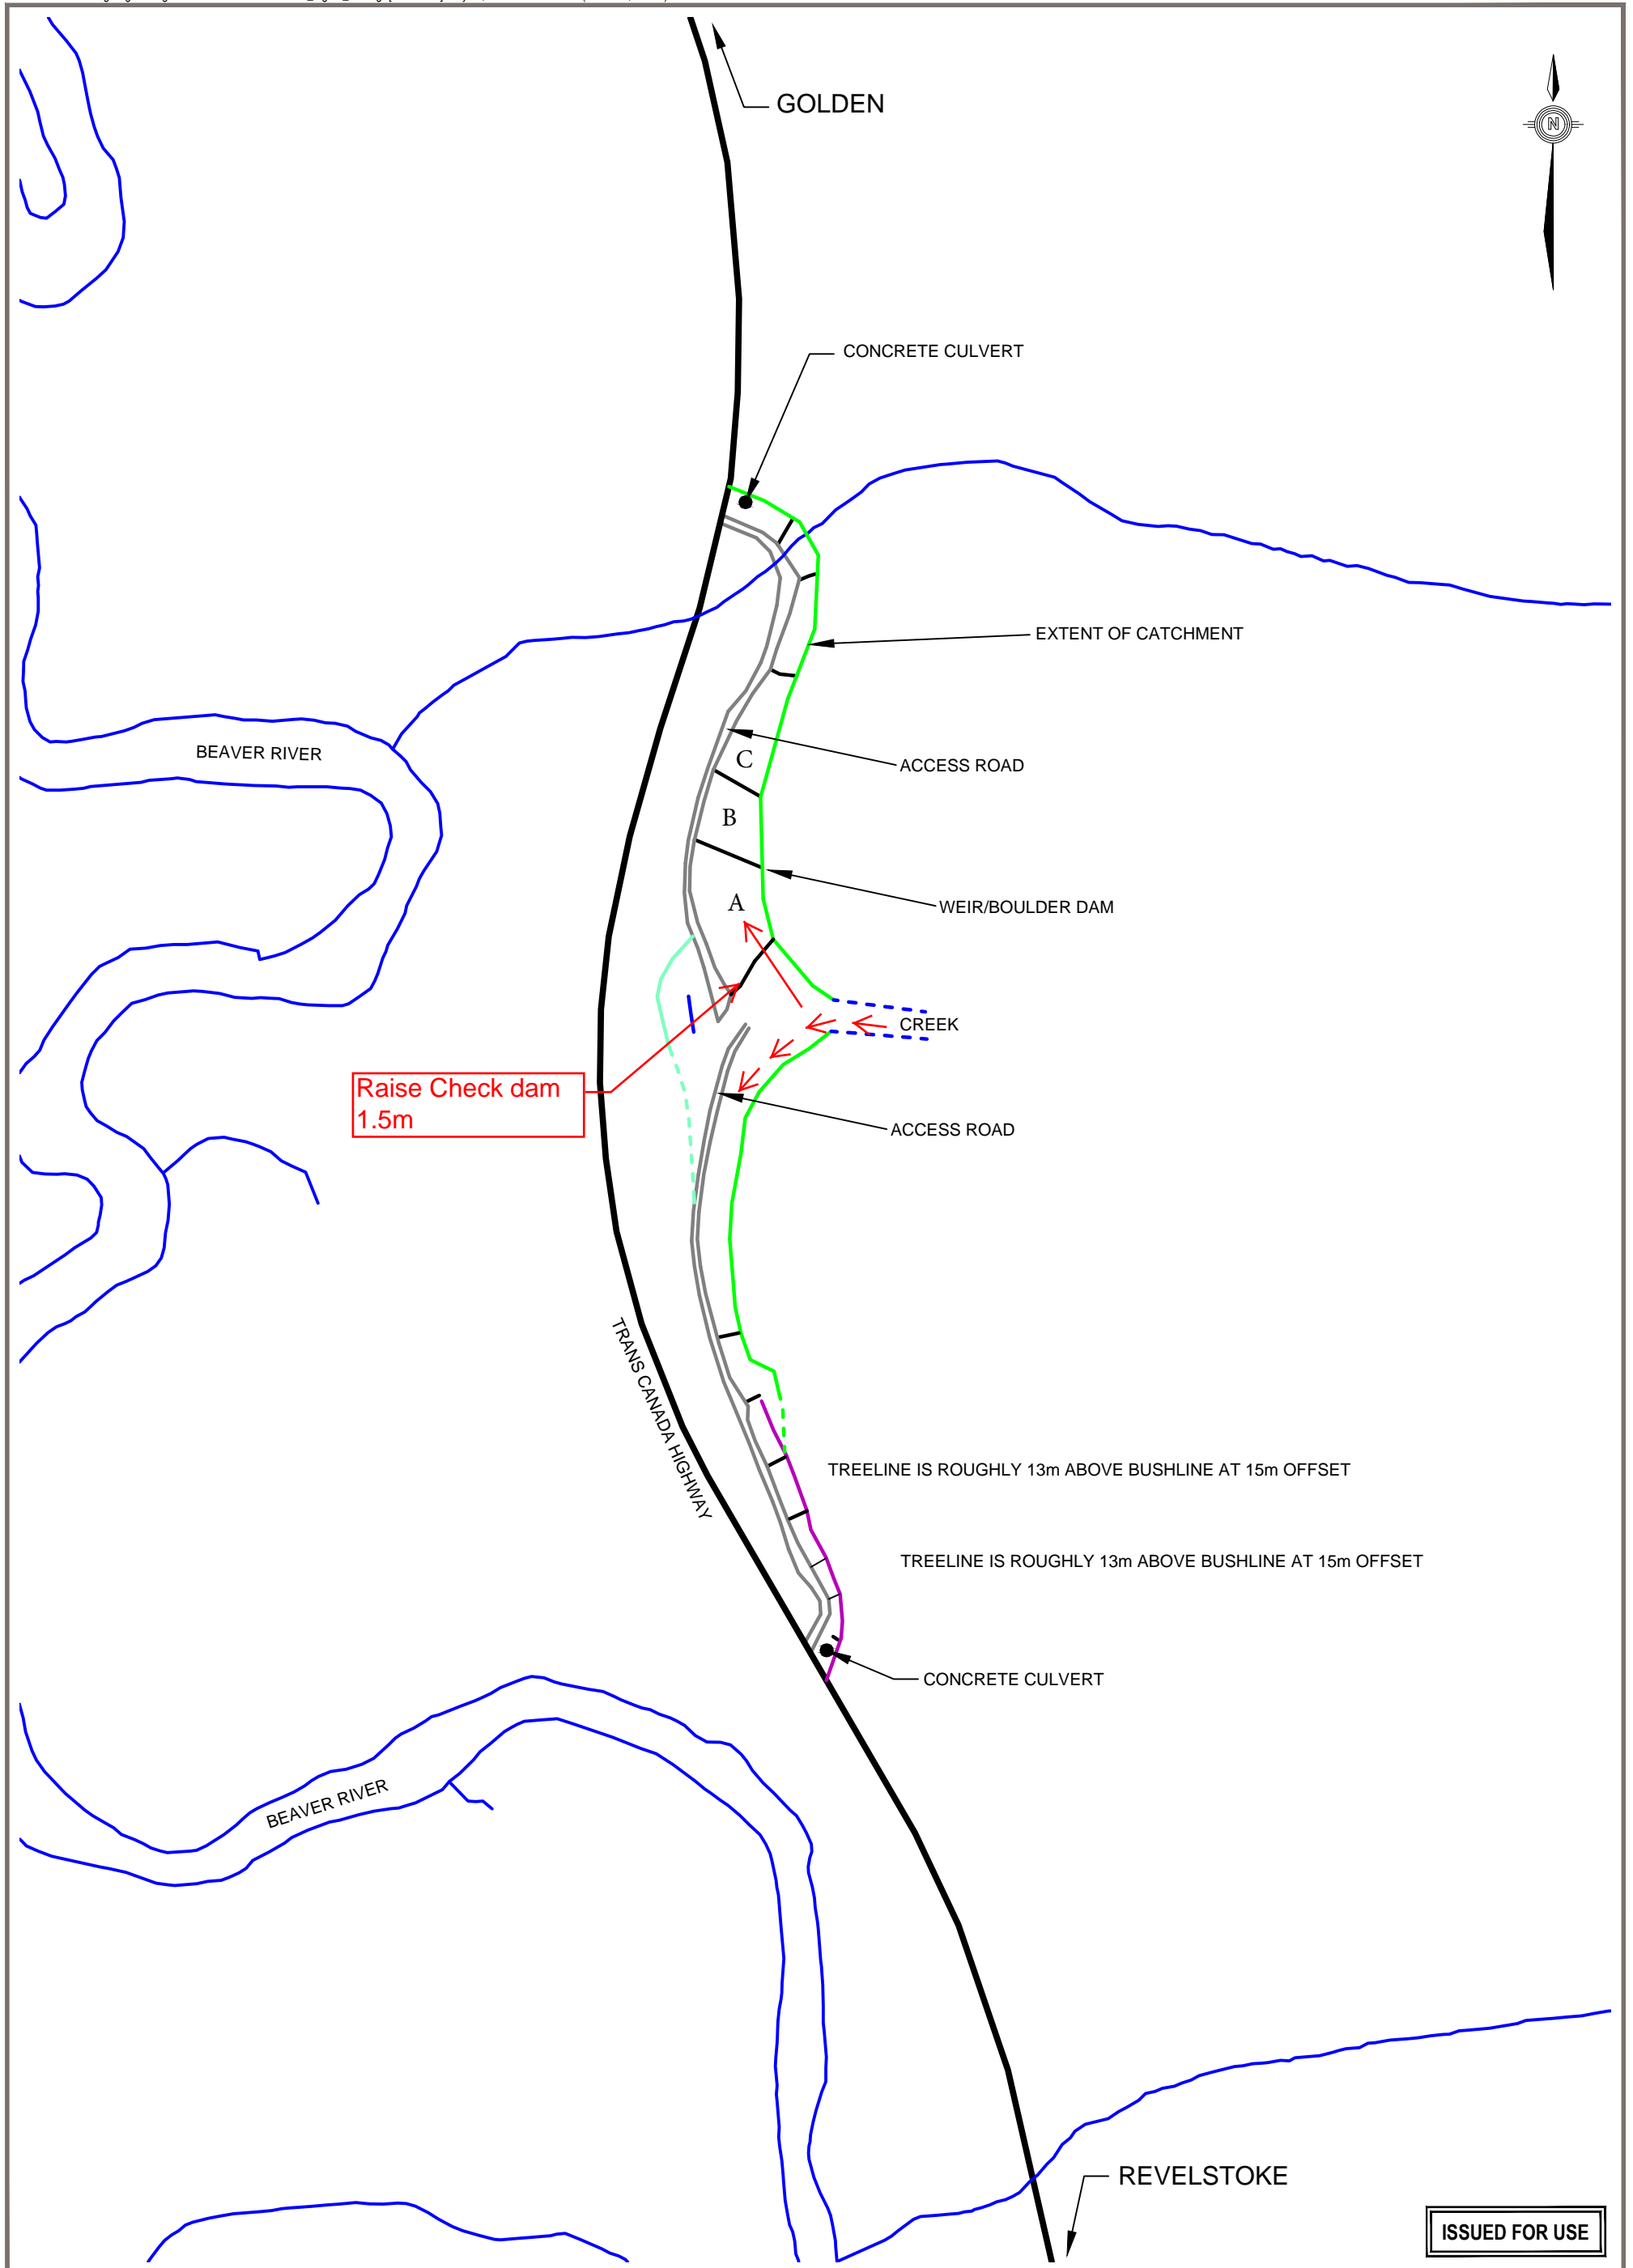 GOLDEN
N
CONCRETE CULVERT
EXTENT OF CATCHMENT
BEAVER RIVER
ACCESS ROAD
C
B
WEIR/BOULDER DAM
A
CREEK
Raise Check dam
1.5m
ACCESS ROAD
TRANS CANADA HIGHWAY
TREELINE IS ROUGHLY 13m ABOVE BUSHLINE AT 15m OFFSET
TREELINE IS ROUGHLY 13m ABOVE BUSHLINE AT 15m OFFSET
CONCRETE CULVERT
BEAVER RIVER
REVELSTOKE
ISSUED FOR USE